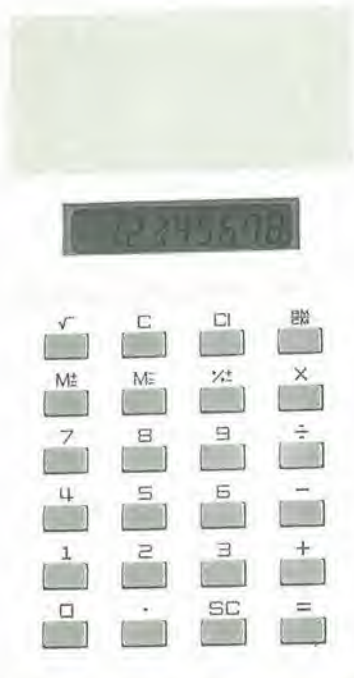 12345678
√ C CI RM CM
M± M= %± ×
7 8 9 ÷
4 5 6 −
1 2 3 +
0 . SC =